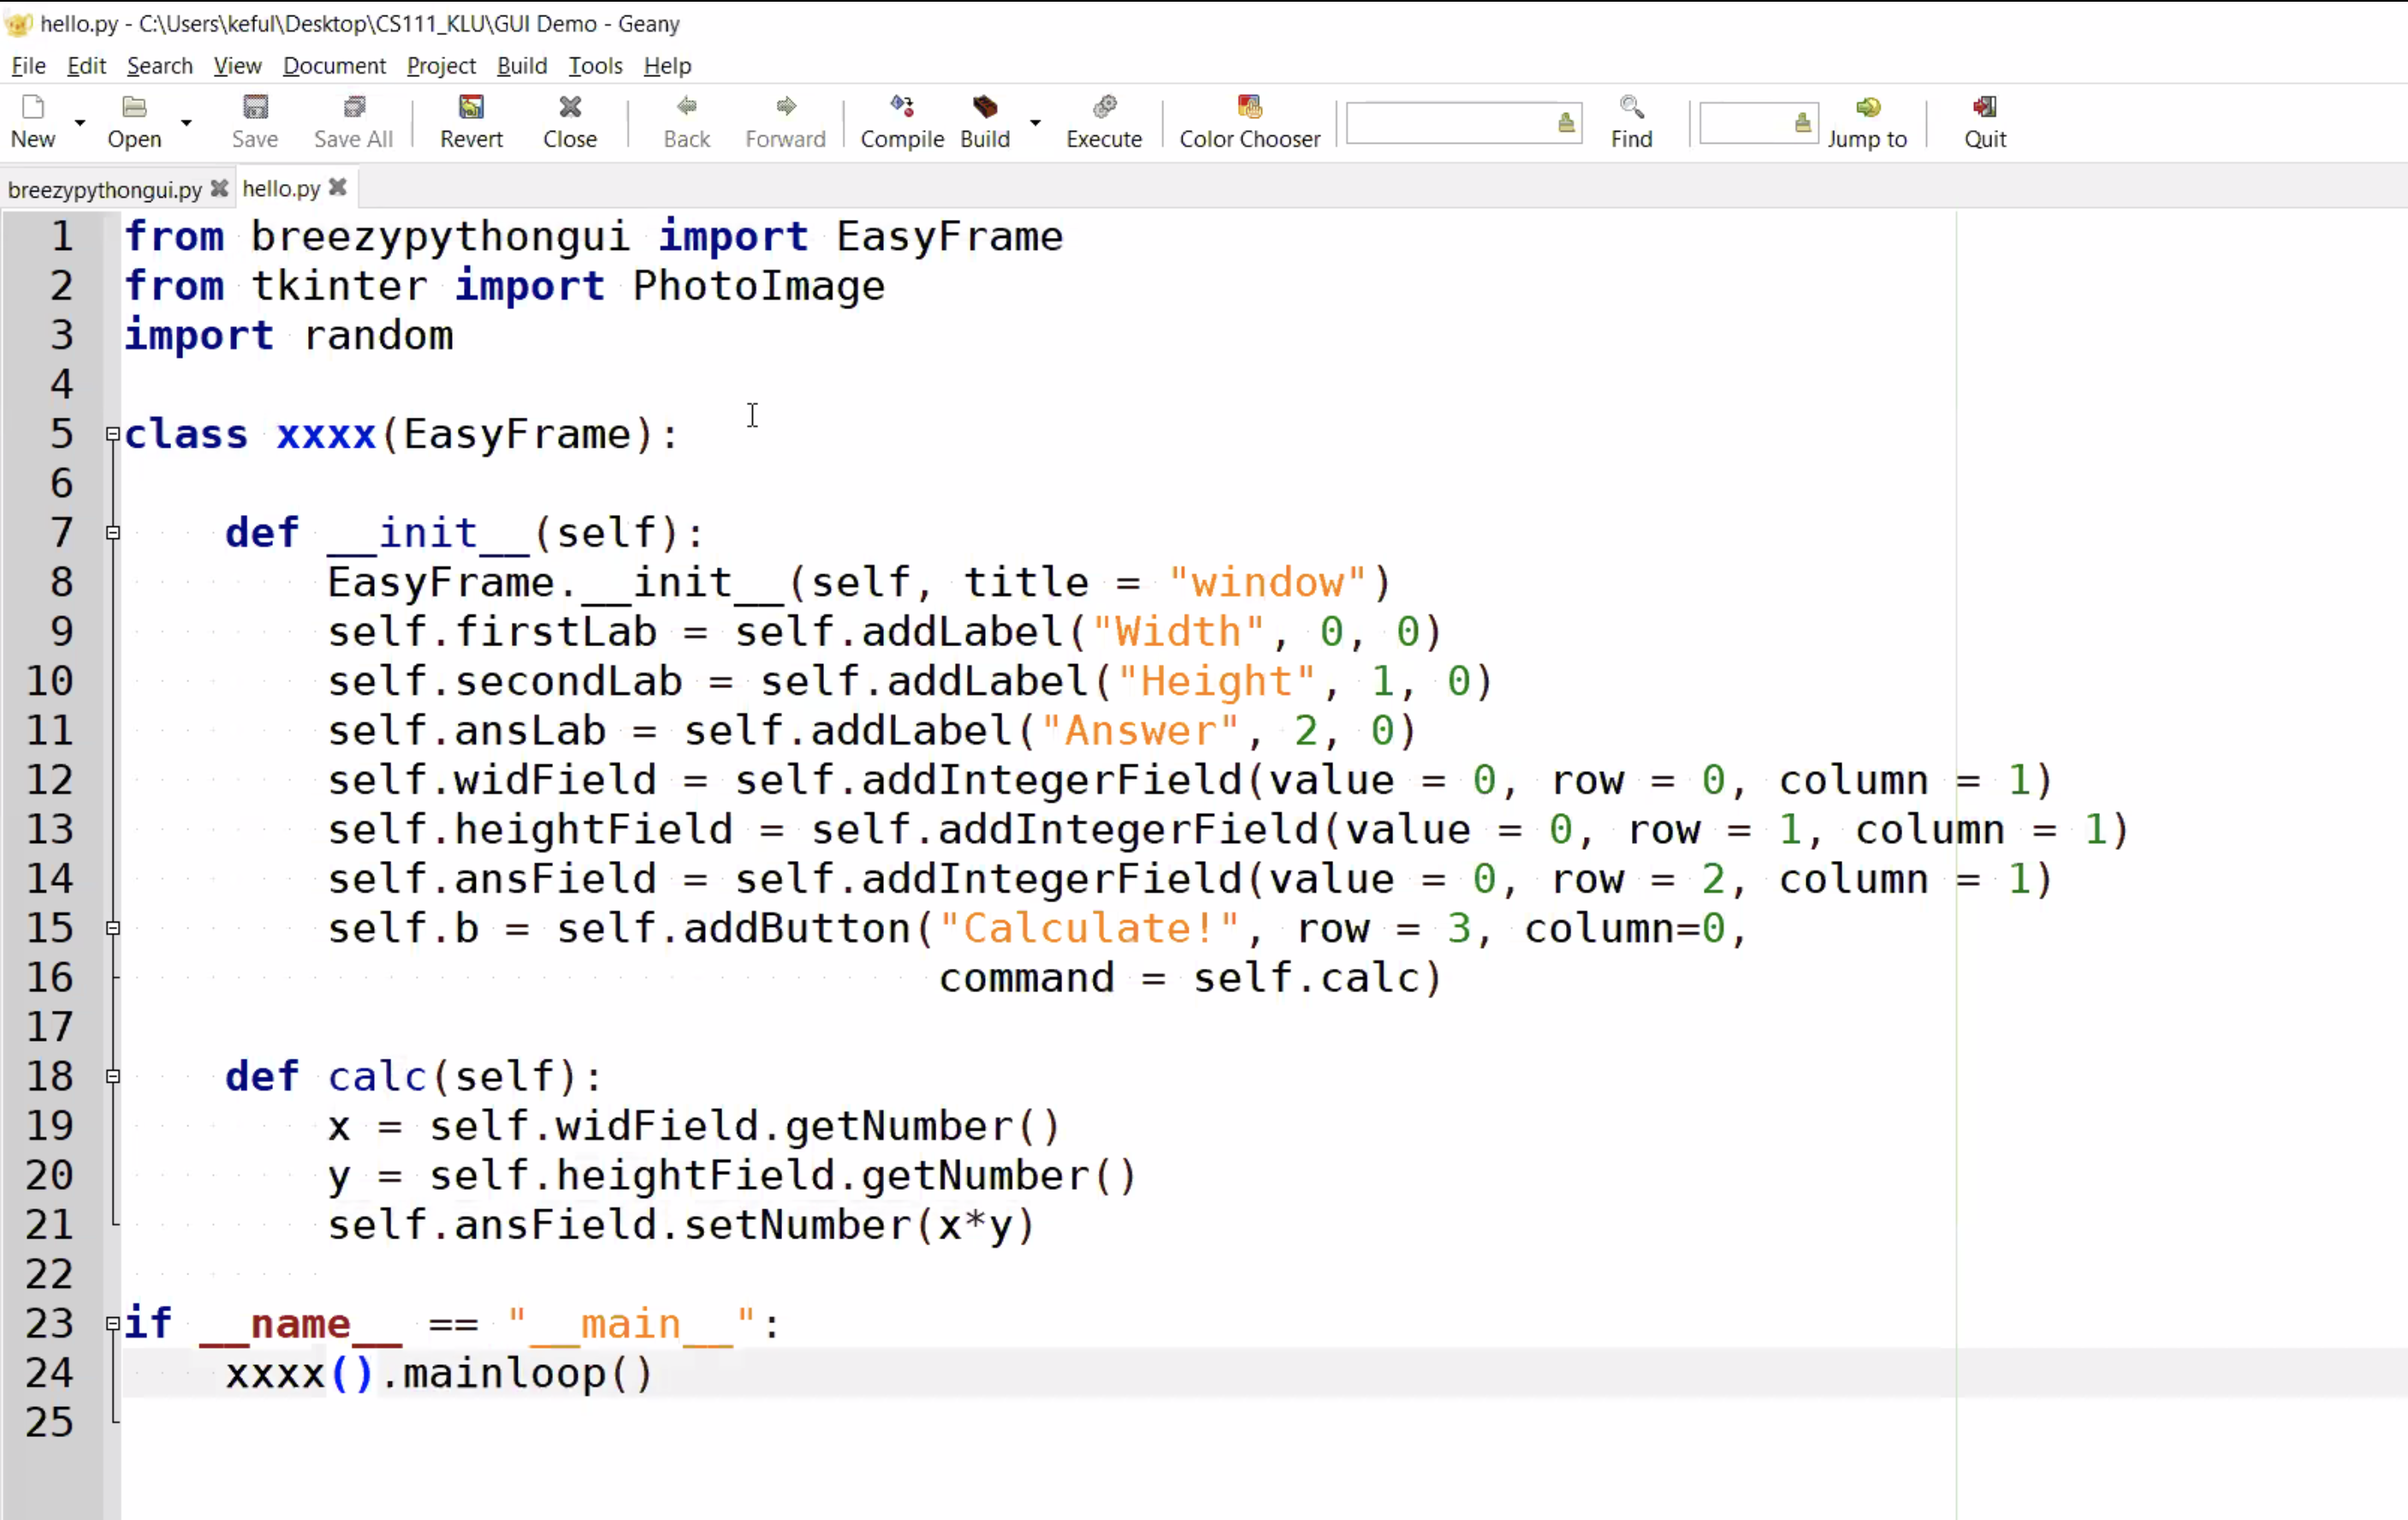 hello.py - C:\Users\keful\Desktop\CS111_KLU\GUI Demo - Geany
File Edit Search View Document Project Build Tools Help
New Open Save Save All Revert Close Back Forward Compile Build Execute Color Chooser Find Jump to Quit
breezypythongui.py hello.py
1 from breezypythongui import EasyFrame
2 from tkinter import PhotoImage
3 import random
4
5 class xxxx(EasyFrame):
6
7     def __init__(self):
8         EasyFrame.__init__(self, title = "window")
9         self.firstLab = self.addLabel("Width", 0, 0)
10         self.secondLab = self.addLabel("Height", 1, 0)
11         self.ansLab = self.addLabel("Answer", 2, 0)
12         self.widField = self.addIntegerField(value = 0, row = 0, column = 1)
13         self.heightField = self.addIntegerField(value = 0, row = 1, column = 1)
14         self.ansField = self.addIntegerField(value = 0, row = 2, column = 1)
15         self.b = self.addButton("Calculate!", row = 3, column=0,
16                                 command = self.calc)
17
18     def calc(self):
19         x = self.widField.getNumber()
20         y = self.heightField.getNumber()
21         self.ansField.setNumber(x*y)
22
23 if __name__ == "__main__":
24     xxxx().mainloop()
25